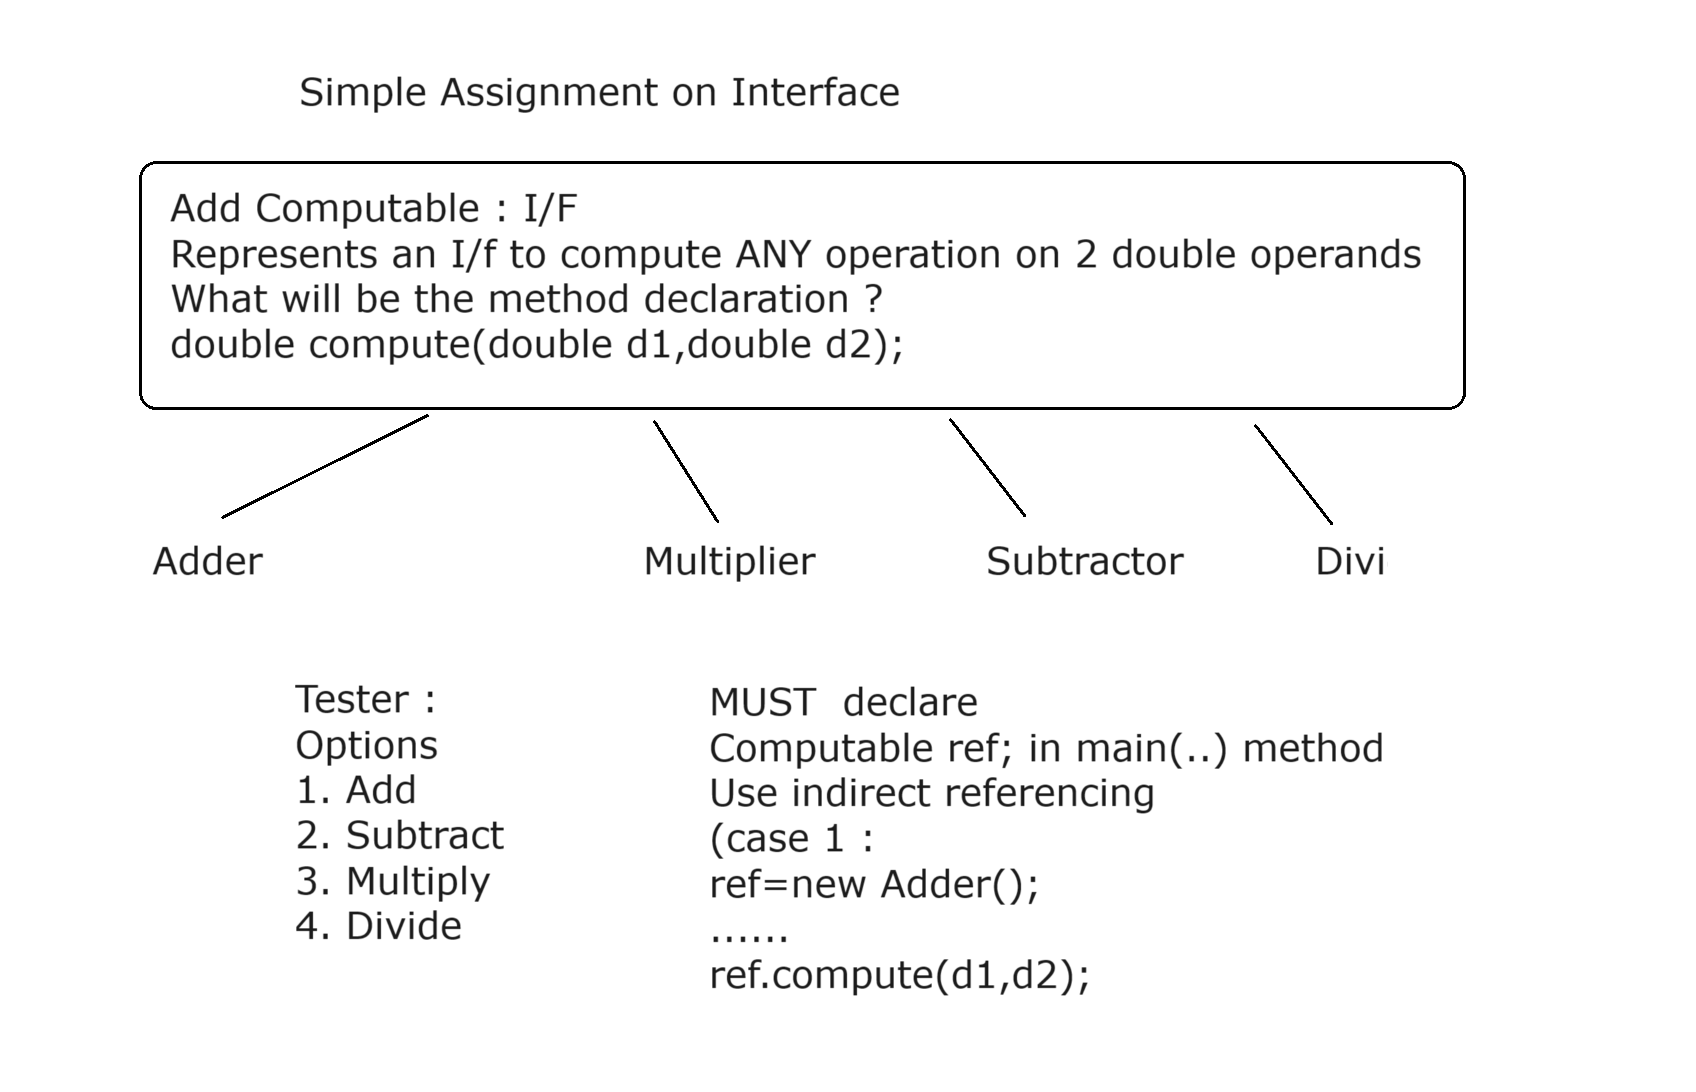 Simple Assignment on Interface
Add Computable : I/F
Represents an I/f to compute ANY operation on 2 double operands
What will be the method declaration ?
double compute(double d1,double d2);
Adder
Multiplier
Subtractor
Divi
Tester :
Options
1. Add
2. Subtract
3. Multiply
4. Divide
MUST  declare
Computable ref; in main(..) method
Use indirect referencing
(case 1 :
ref=new Adder();
......
ref.compute(d1,d2);